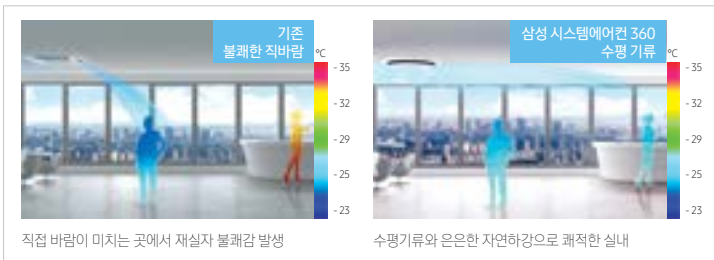 기존
불쾌한 직바람
℃
- 35
- 32
- 29
- 25
- 23
직접 바람이 미치는 곳에서 재실자 불쾌감 발생
삼성 시스템에어컨 360
수평 기류
℃
- 35
- 32
- 29
- 25
- 23
수평기류와 은은한 자연하강으로 쾌적한 실내